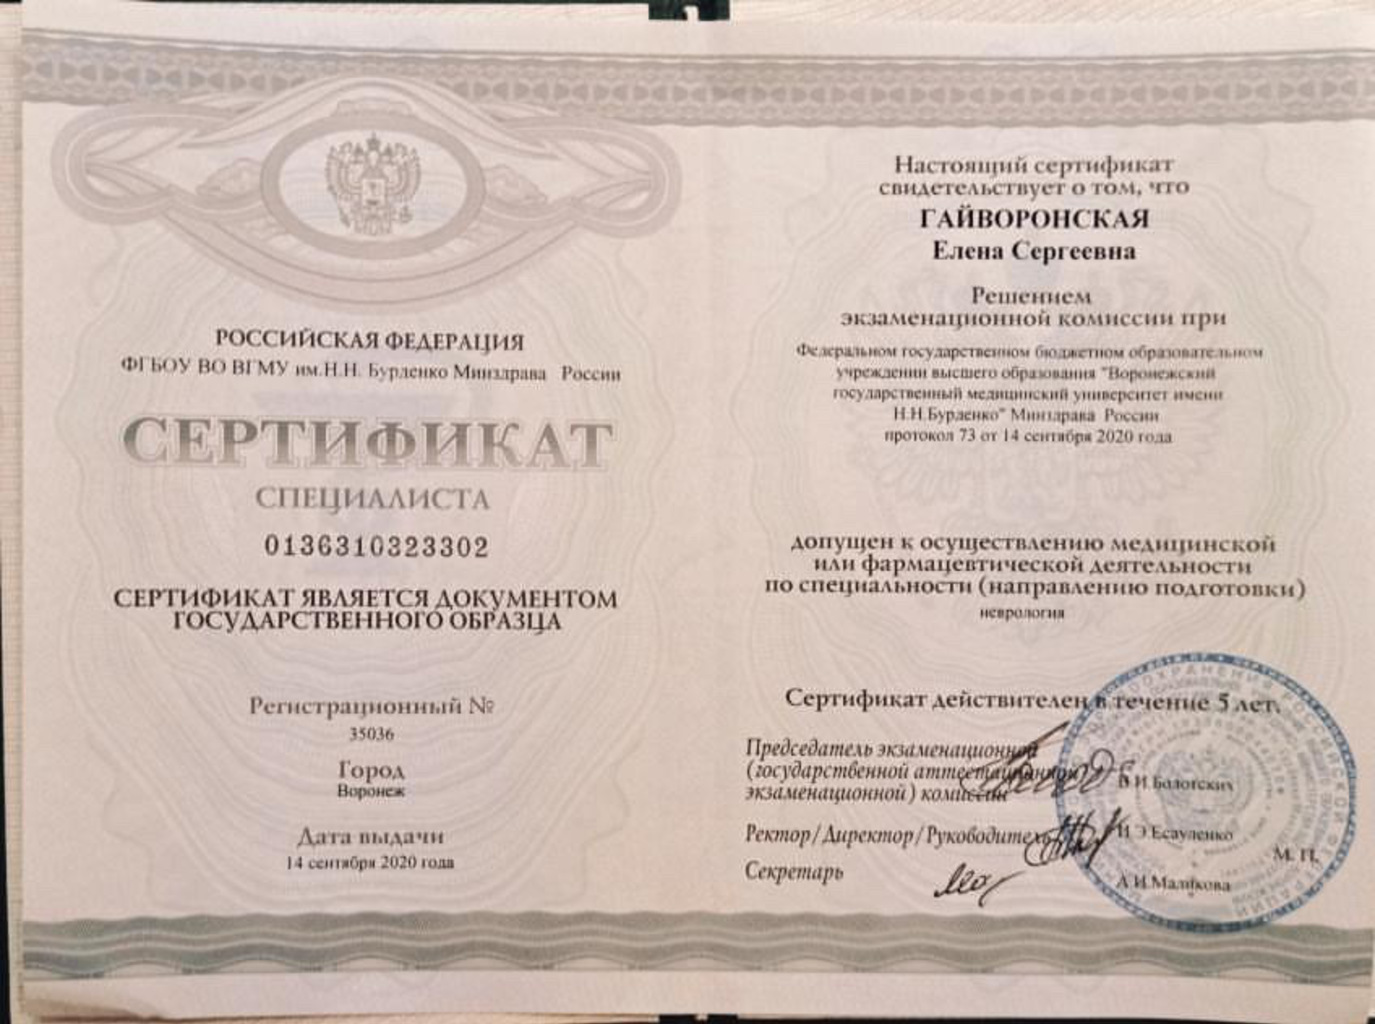 РОССИЙСКАЯ ФЕДЕРАЦИЯ
ФГБОУ ВО ВГМУ им.Н.Н. Бурденко Минздрава России
СЕРТИФИКАТ
СПЕЦИАЛИСТА
0136310323302
СЕРТИФИКАТ ЯВЛЯЕТСЯ ДОКУМЕНТОМ
ГОСУДАРСТВЕННОГО ОБРАЗЦА
Регистрационный №
35036
Город
Воронеж
Дата выдачи
14 сентября 2020 года
Настоящий сертификат
свидетельствует о том, что
ГАЙВОРОНСКАЯ
Елена Сергеевна
Решением
экзаменационной комиссии при
Федеральном государственном бюджетном образовательном
учреждении высшего образования "Воронежский
государственный медицинский университет имени
Н.Н.Бурденко" Минздрава России
протокол 73 от 14 сентября 2020 года
допущен к осуществлению медицинской
или фармацевтической деятельности
по специальности (направлению подготовки)
неврология
Сертификат действителен в течение 5 лет.
Председатель экзаменационной
(государственной аттестационной,
экзаменационной) комиссии
В.И.Болотских
Ректор/Директор/Руководитель
И.Э.Есауленко
М. П.
Секретарь
А.И.Малюкова